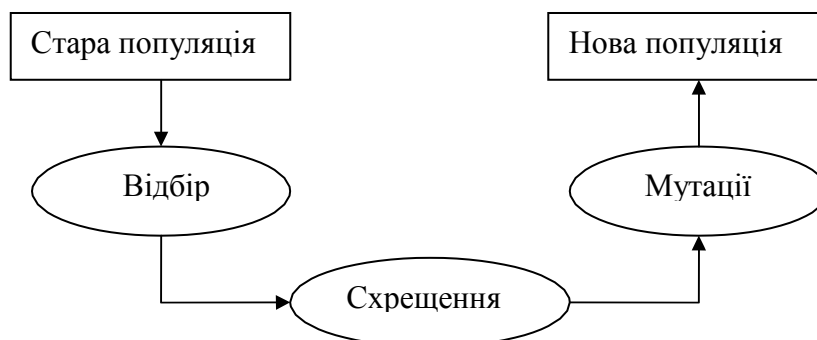 Стара популяція
Нова популяція
Відбір
Мутації
Схрещення